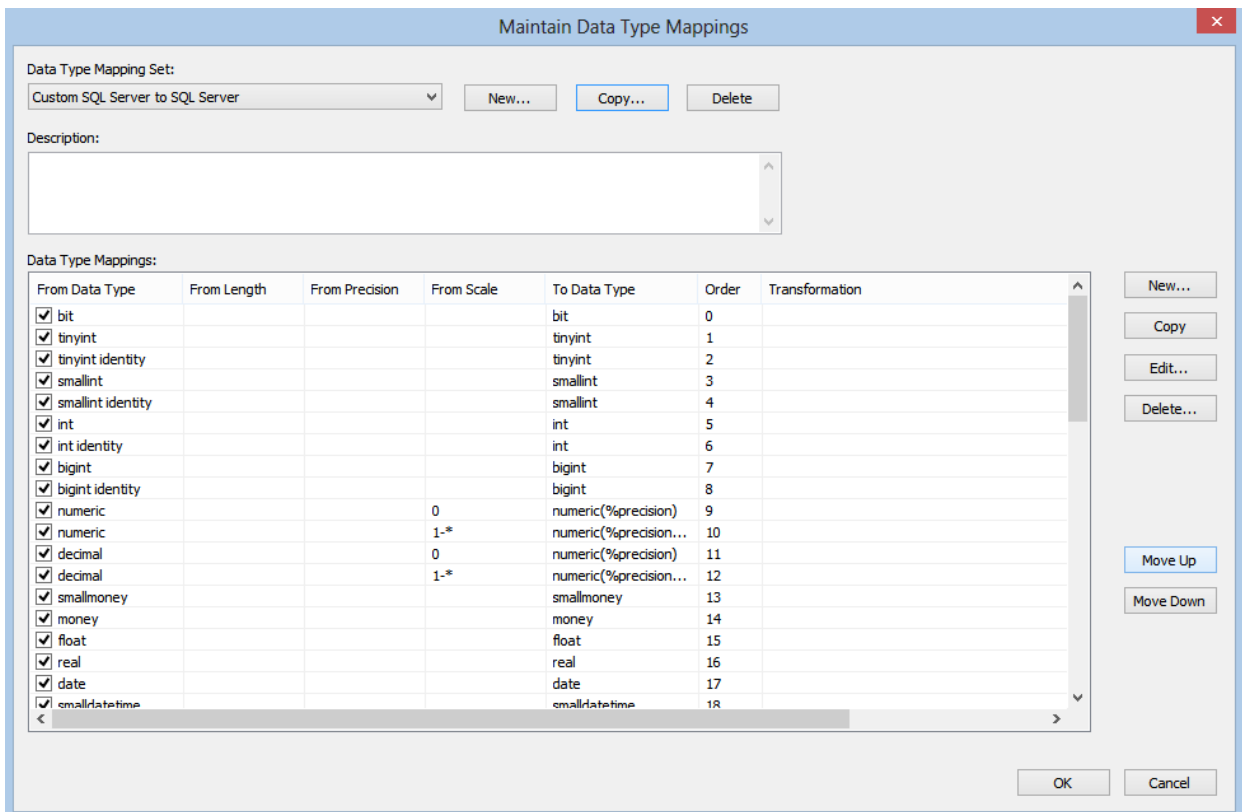 Maintain Data Type Mappings
Data Type Mapping Set:
Custom SQL Server to SQL Server New... Copy... Delete
Description:
Data Type Mappings:
From Data Type From Length From Precision From Scale To Data Type Order Transformation New...
bit bit 0
tinyint tinyint 1 Copy
tinyint identity tinyint 2
smallint smallint 3 Edit...
smallint identity smallint 4
int int 5 Delete...
int identity int 6
bigint bigint 7
bigint identity bigint 8
numeric 0 numeric(%precision) 9
numeric 1-* numeric(%precision... 10
decimal 0 numeric(%precision) 11
decimal 1-* numeric(%precision... 12 Move Up
smallmoney smallmoney 13 Move Down
money money 14
float float 15
real real 16
date date 17
smalldatetime smalldatetime 18
OK Cancel